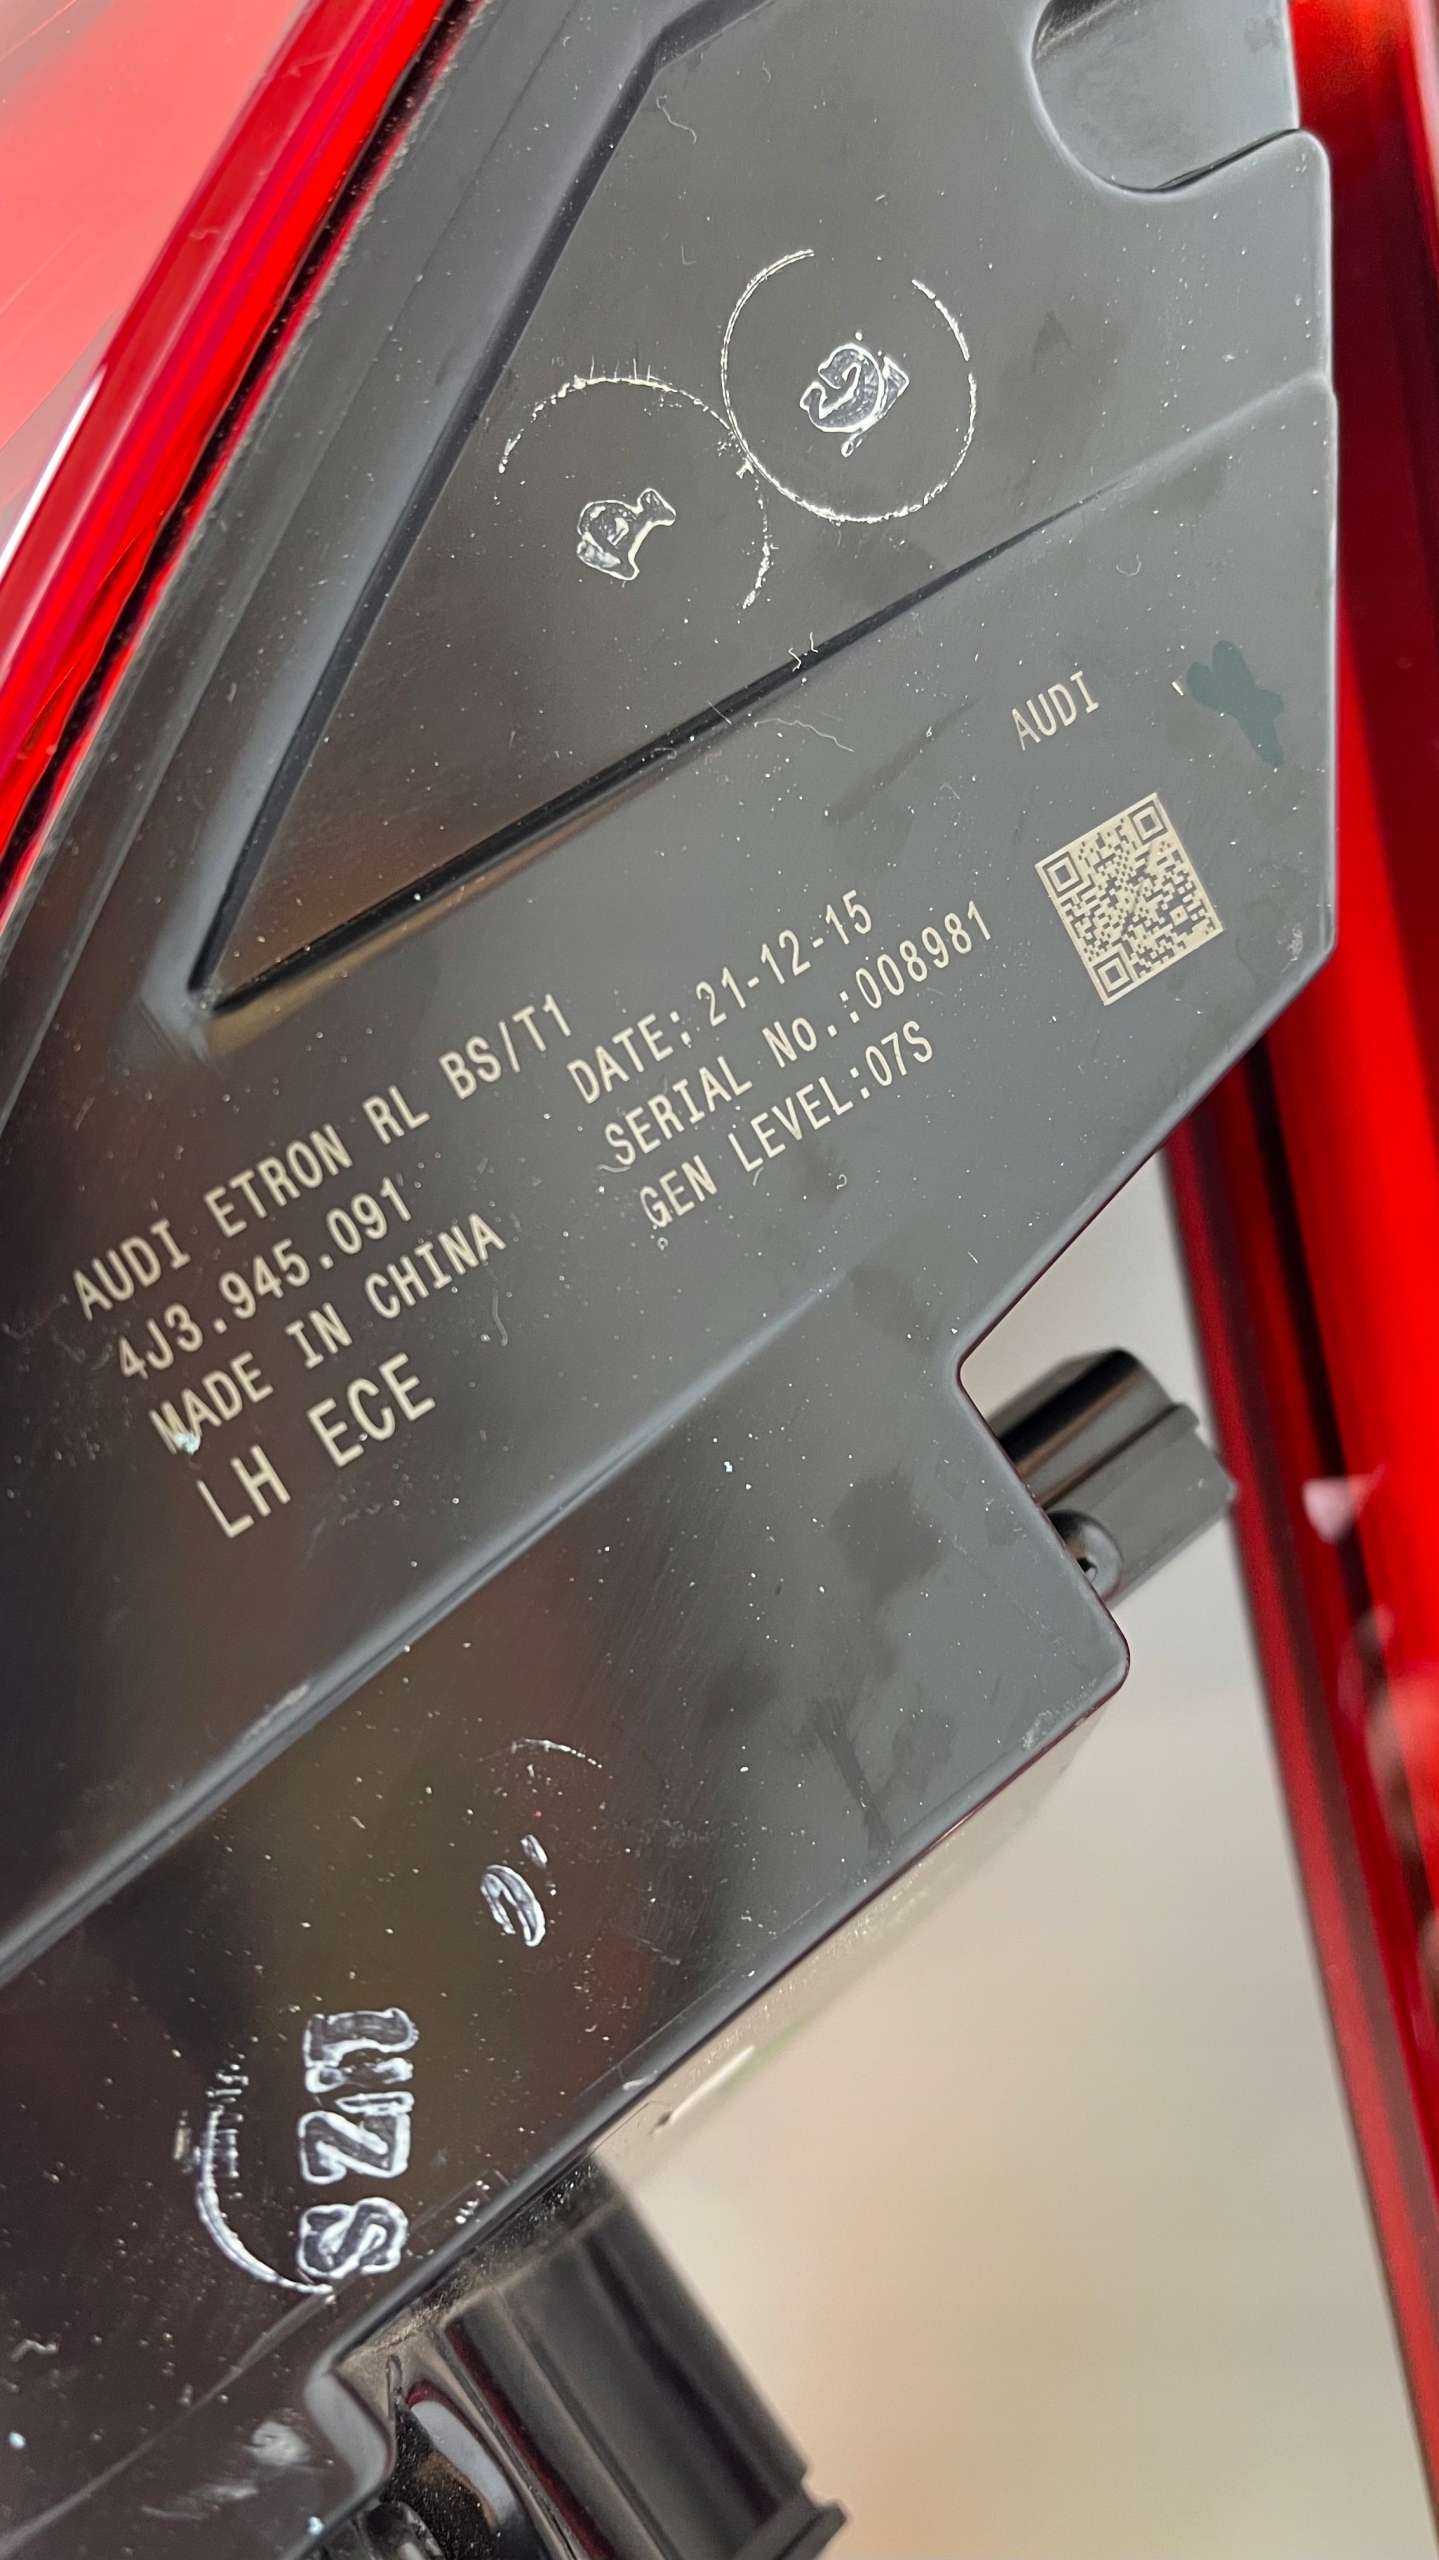 AUDI
AUDI ETRON RL BS/T1
4J3.945.091
MADE IN CHINA
LH ECE
DATE: 21-12-15
SERIAL No.:008981
GEN LEVEL:07S